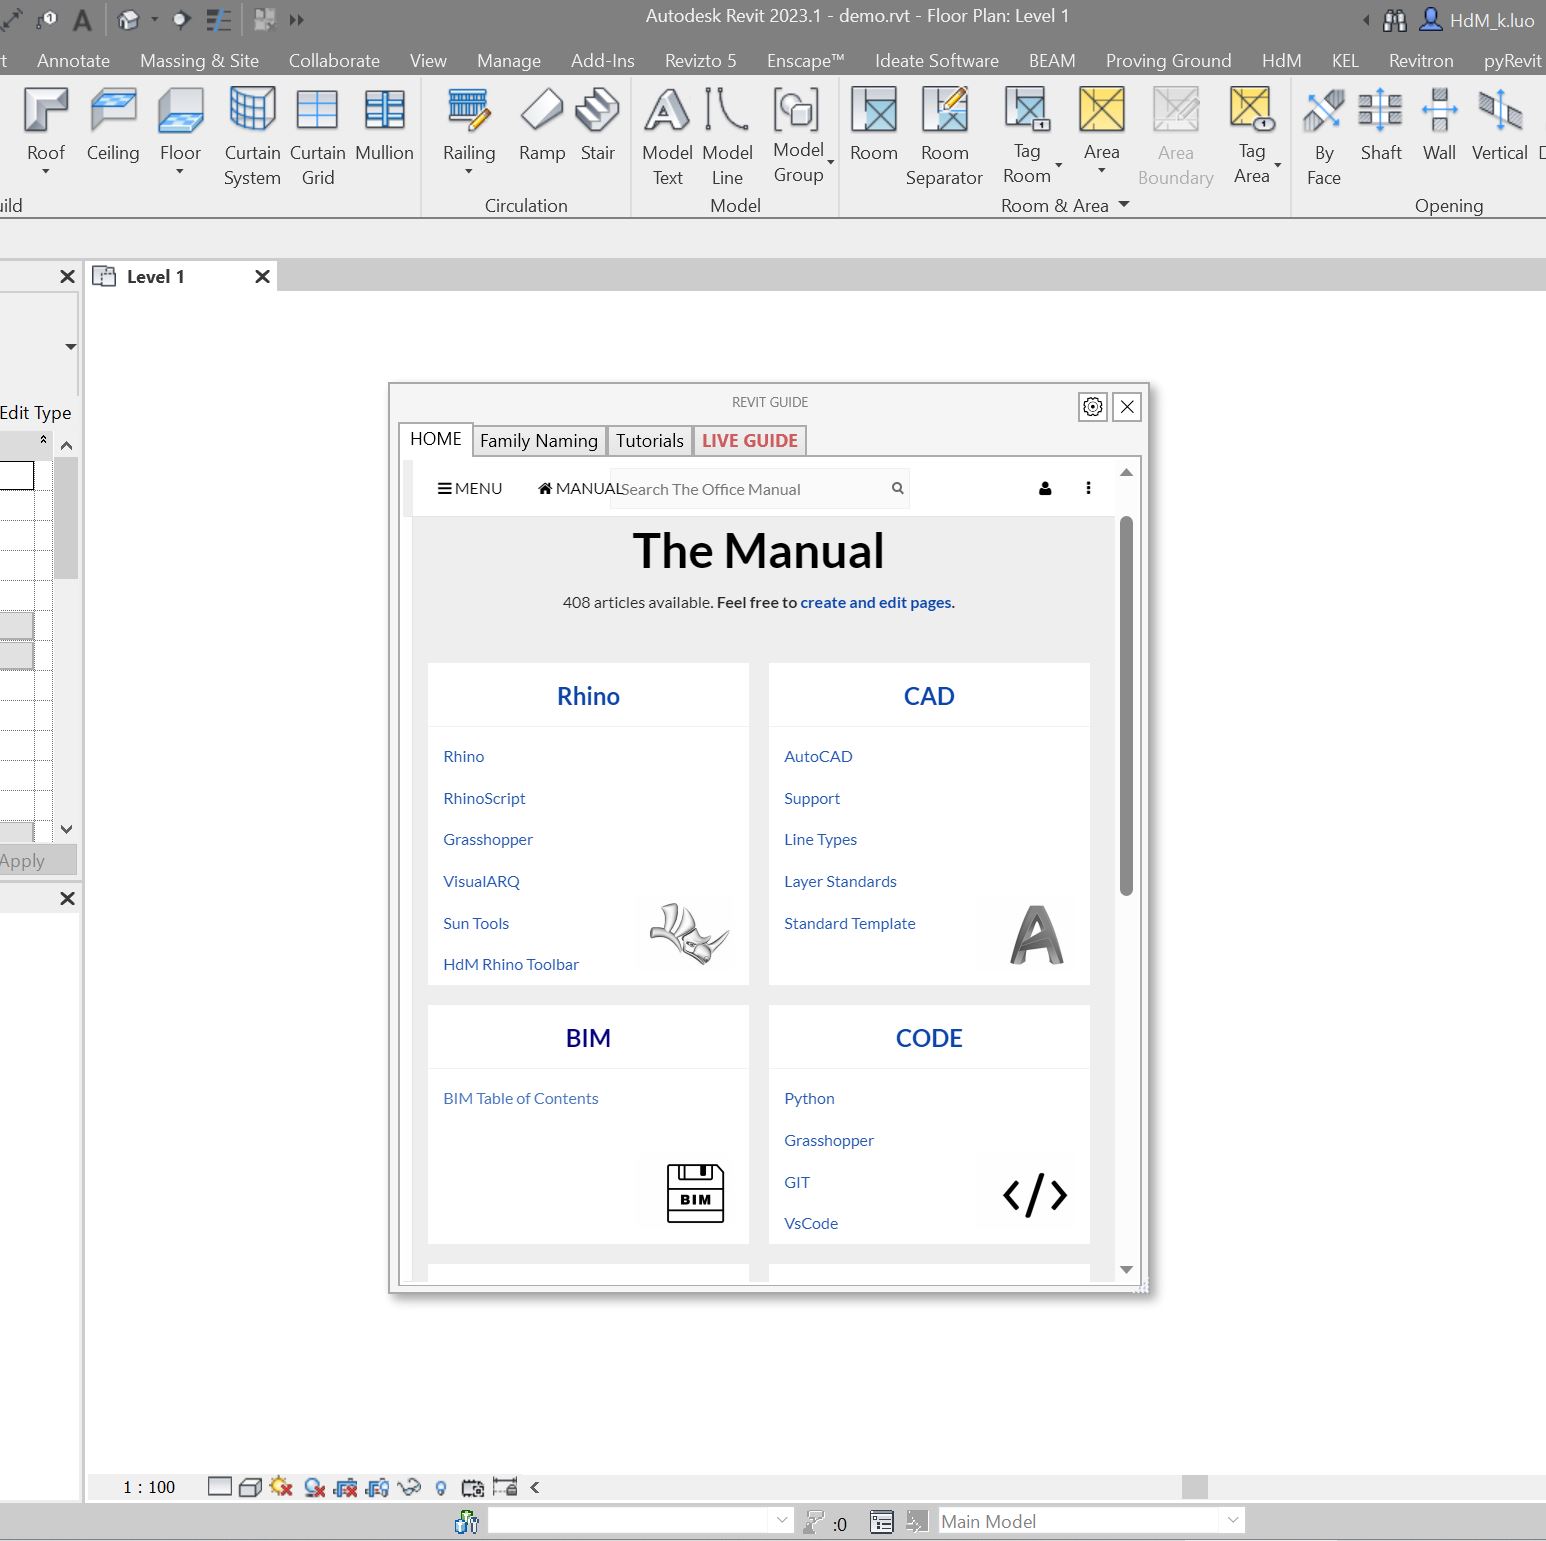 Autodesk Revit 2023.1 - demo.rvt - Floor Plan: Level 1
HdM_k.luo
Annotate Massing & Site Collaborate View Manage Add-Ins Revizto 5 Enscape™ Ideate Software BEAM Proving Ground HdM KEL Revitron pyRevit
Roof
Ceiling
Floor
Curtain
System
Curtain
Grid
Mullion
Railing
Ramp
Stair
Circulation
Model
Text
Model
Line
Model
Group
Model
Room
Room
Separator
Tag
Room
Area
Area
Boundary
Tag
Area
Room & Area
By
Face
Shaft
Wall
Vertical
Opening
Level 1
Edit Type
Apply
REVIT GUIDE
HOME Family Naming Tutorials LIVE GUIDE
MENU MANUAL Search The Office Manual
The Manual
408 articles available. Feel free to create and edit pages.
Rhino
Rhino
RhinoScript
Grasshopper
VisualARQ
Sun Tools
HdM Rhino Toolbar
CAD
AutoCAD
Support
Line Types
Layer Standards
Standard Template
BIM
BIM Table of Contents
BIM
CODE
Python
Grasshopper
GIT
VsCode
</>
1 : 100
:0
Main Model